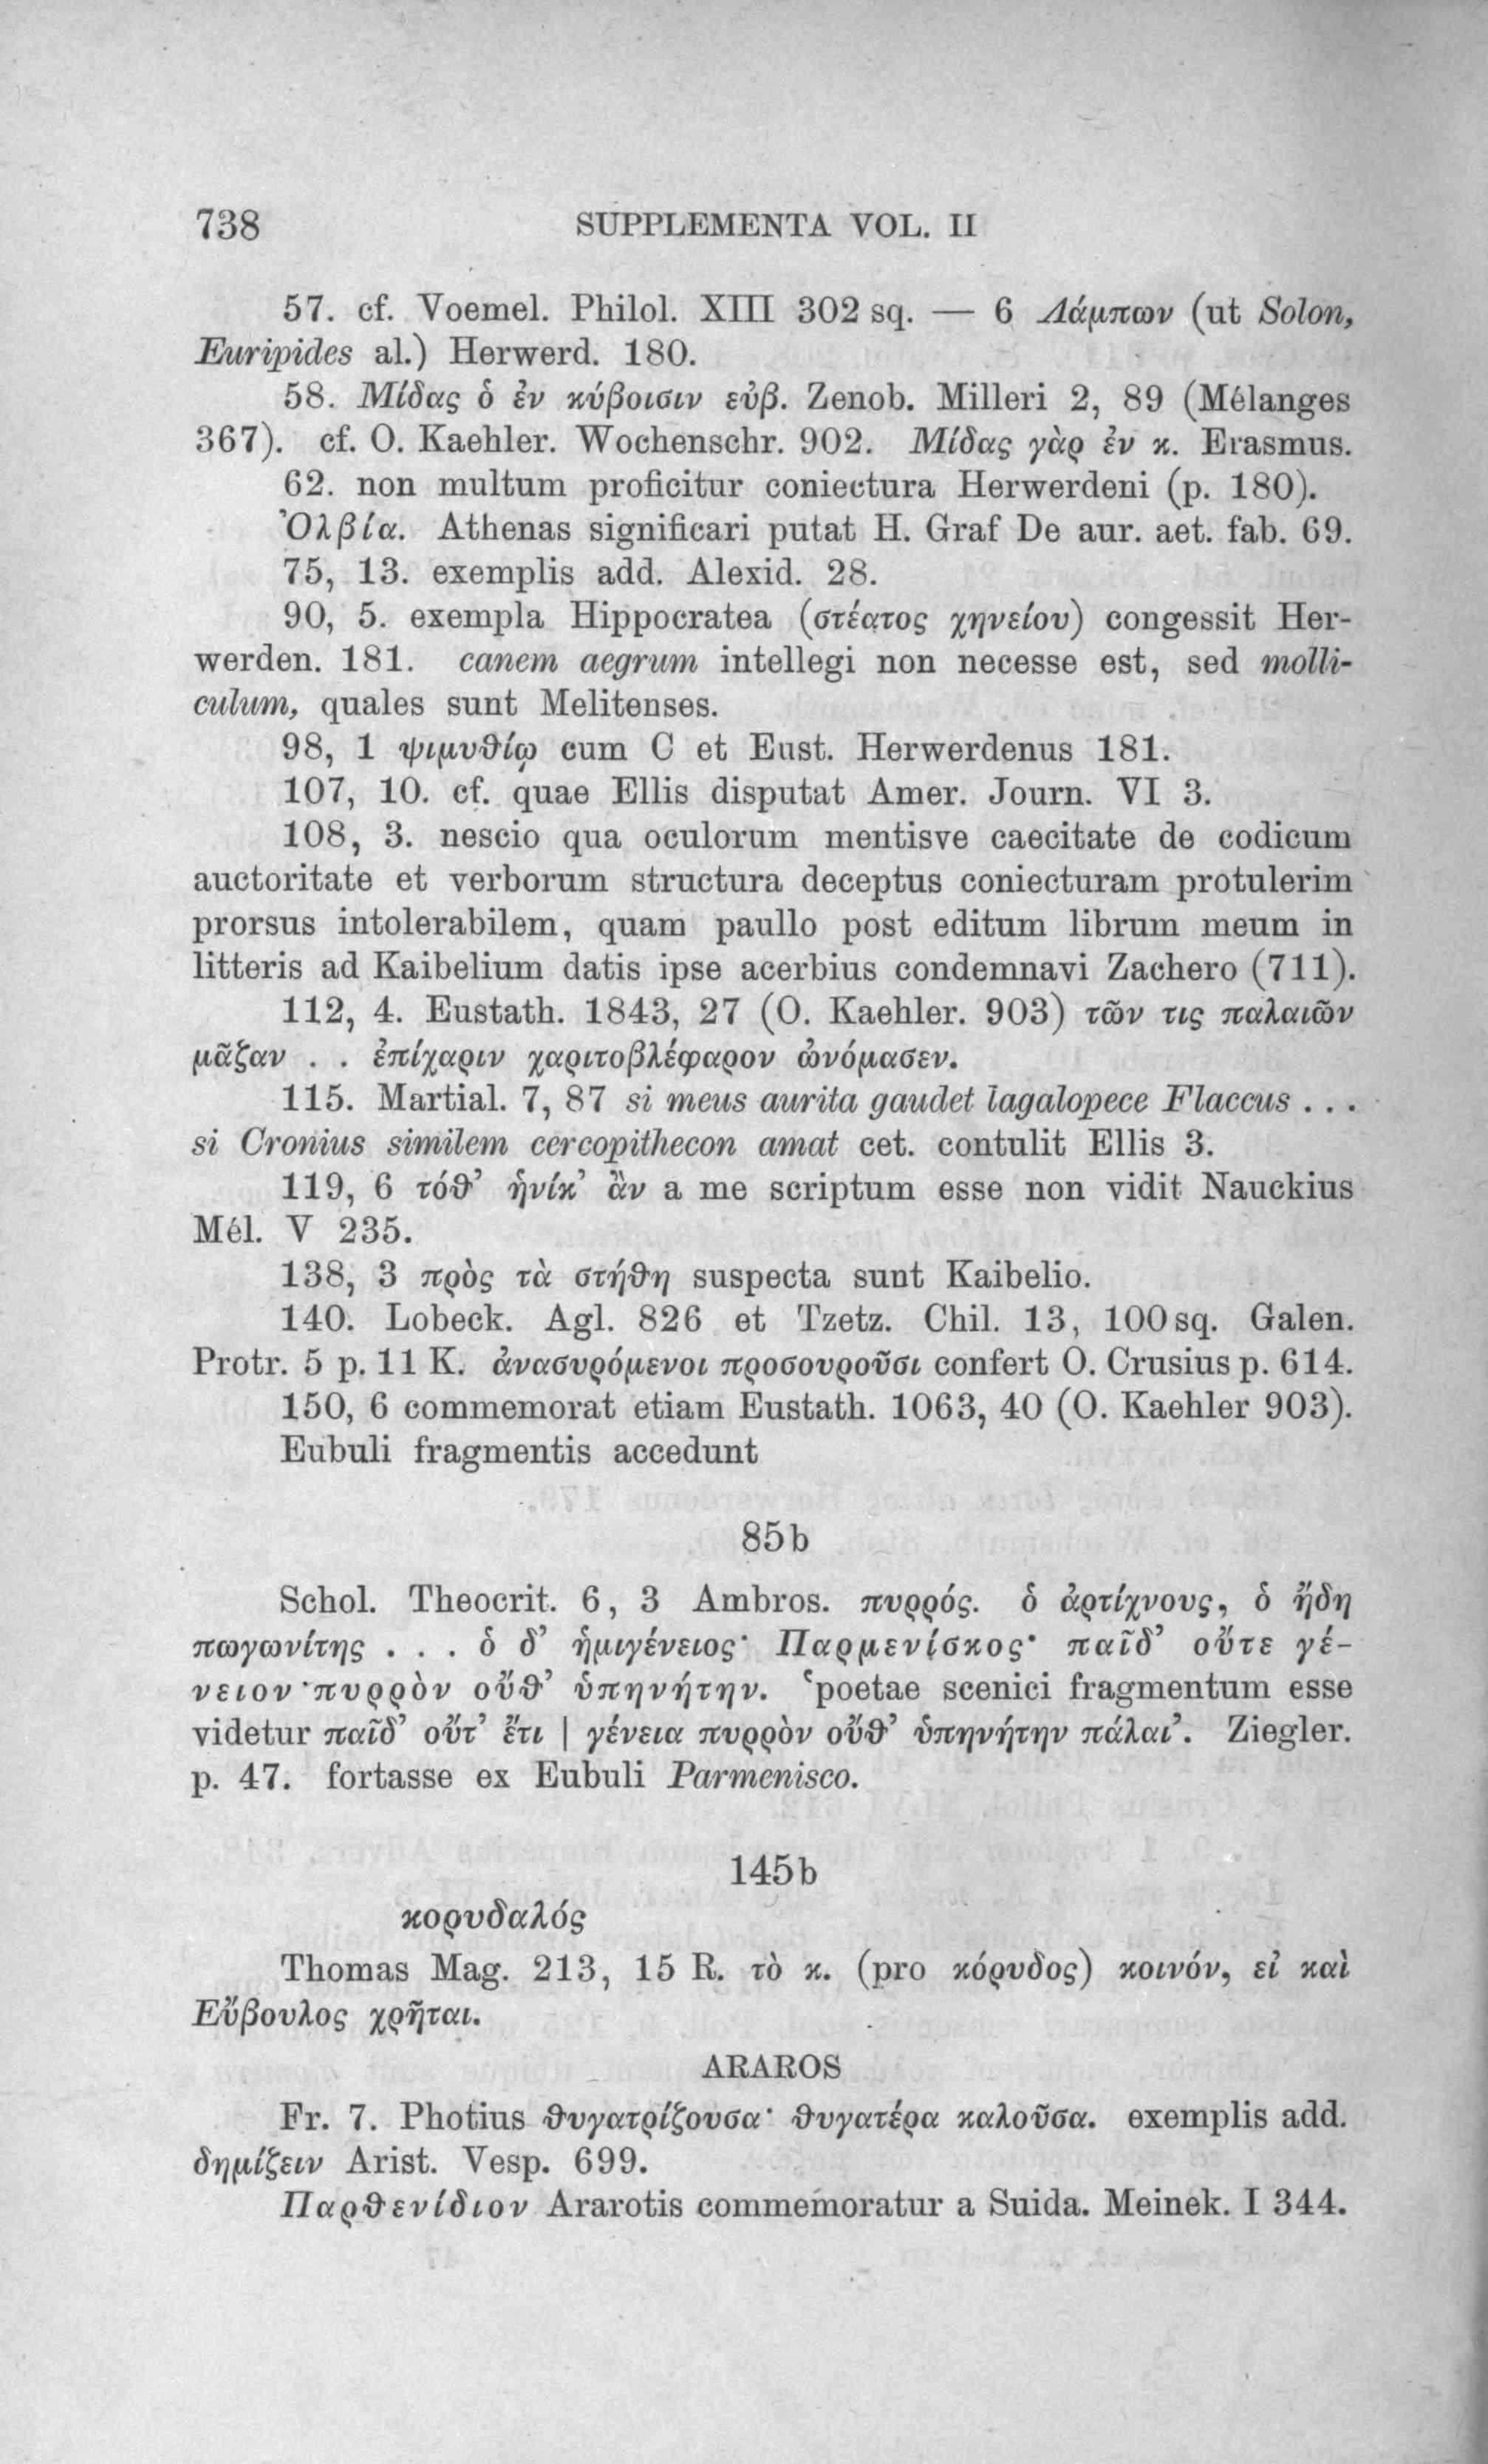 738 SUPPLEMENTA VOL. II
57. cf. Voemel. Philol. XIII 302 sq. — 6 Λάμπων (ut Solon,
Euripides al.) Herwerd. 180.
58. Μίδας ὁ ἐν κύβοισιν εὐβ. Zenob. Milleri 2, 89 (Mélanges
367). cf. O. Kaehler. Wochenschr. 902. Μίδας γὰρ ἐν κ. Erasmus.
62. non multum proficitur coniectura Herwerdeni (p. 180).
Ὀλβία. Athenas significari putat H. Graf De aur. aet. fab. 69.
75, 13. exemplis add. Alexid. 28.
90, 5. exempla Hippocratea (στέατος χηνείου) congessit Her-
werden. 181. canem aegrum intellegi non necesse est, sed molli-
culum, quales sunt Melitenses.
98, 1 ψιμυθίῳ cum C et Eust. Herwerdenus 181.
107, 10. cf. quae Ellis disputat Amer. Journ. VI 3.
108, 3. nescio qua oculorum mentisve caecitate de codicum
auctoritate et verborum structura deceptus coniecturam protulerim
prorsus intolerabilem, quam paullo post editum librum meum in
litteris ad Kaibelium datis ipse acerbius condemnavi Zachero (711).
112, 4. Eustath. 1843, 27 (O. Kaehler. 903) τῶν τις παλαιῶν
μᾶζαν . . ἐπίχαριν χαριτοβλέφαρον ὠνόμασεν.
115. Martial. 7, 87 si meus aurita gaudet lagalopece Flaccus . . .
si Cronius similem cercopithecon amat cet. contulit Ellis 3.
119, 6 τόθ’ ἡνίκ’ ἂν a me scriptum esse non vidit Nauckius
Mél. V 235.
138, 3 πρὸς τὰ στήθη suspecta sunt Kaibelio.
140. Lobeck. Agl. 826 et Tzetz. Chil. 13, 100 sq. Galen.
Protr. 5 p. 11 K. ἀνασυρόμενοι προσουροῦσι confert O. Crusius p. 614.
150, 6 commemorat etiam Eustath. 1063, 40 (O. Kaehler 903).
Eubuli fragmentis accedunt
85b
Schol. Theocrit. 6, 3 Ambros. πυρρός. ὁ ἀρτίχνους, ὁ ἤδη
πωγωνίτης . . . ὁ δ’ ἡμιγένειος· Παρμενίσκος· παῖδ’ οὔτε γέ-
νειον πυρρὸν οὔθ’ ὑπηνήτην. ‘poetae scenici fragmentum esse
videtur παῖδ’ οὔτ’ ἔτι | γένεια πυρρὸν οὔθ’ ὑπηνήτην πάλαι’. Ziegler.
p. 47. fortasse ex Eubuli Parmenisco.
145b
κορυδαλός
Thomas Mag. 213, 15 R. τὸ κ. (pro κόρυδος) κοινόν, εἰ καὶ
Εὔβουλος χρῆται.
ARAROS
Fr. 7. Photius θυγατρίζουσα· θυγατέρα καλοῦσα. exemplis add.
δημίζειν Arist. Vesp. 699.
Παρθενίδιον Ararotis commemoratur a Suida. Meinek. I 344.